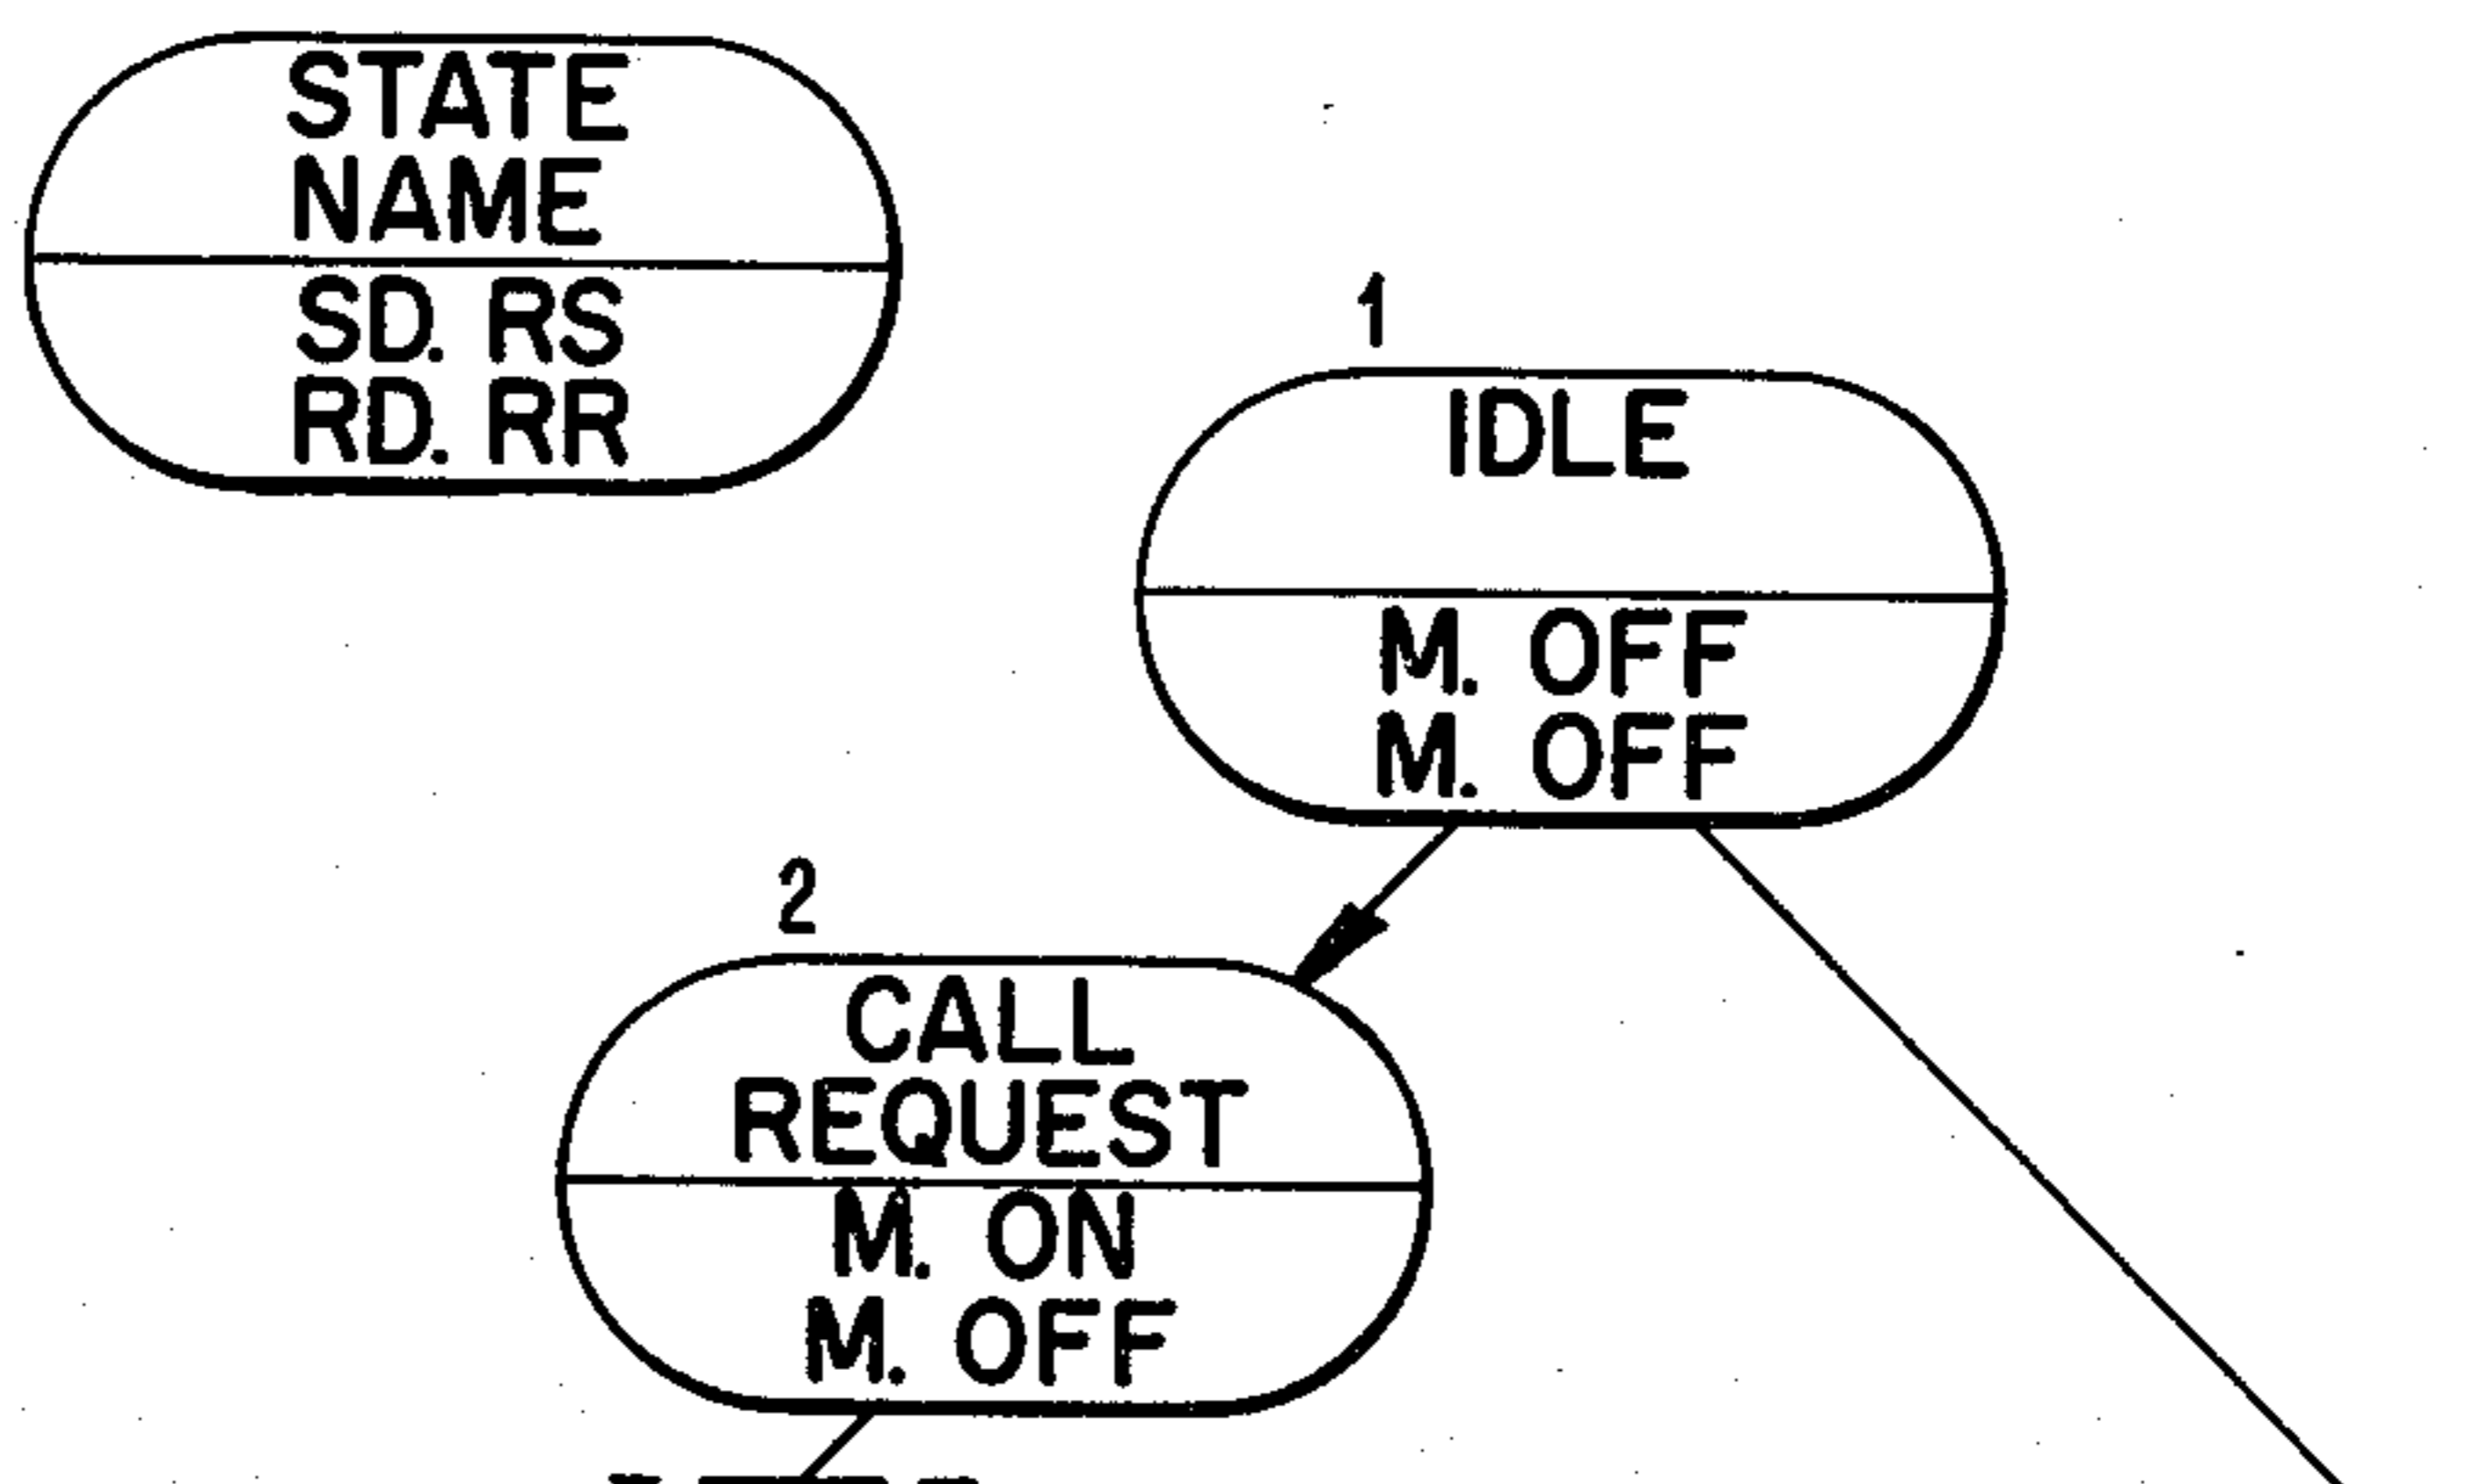 STATE
NAME
SD. RS
RD. RR
1
IDLE
M. OFF
M. OFF
2
CALL
REQUEST
M. ON
M. OFF